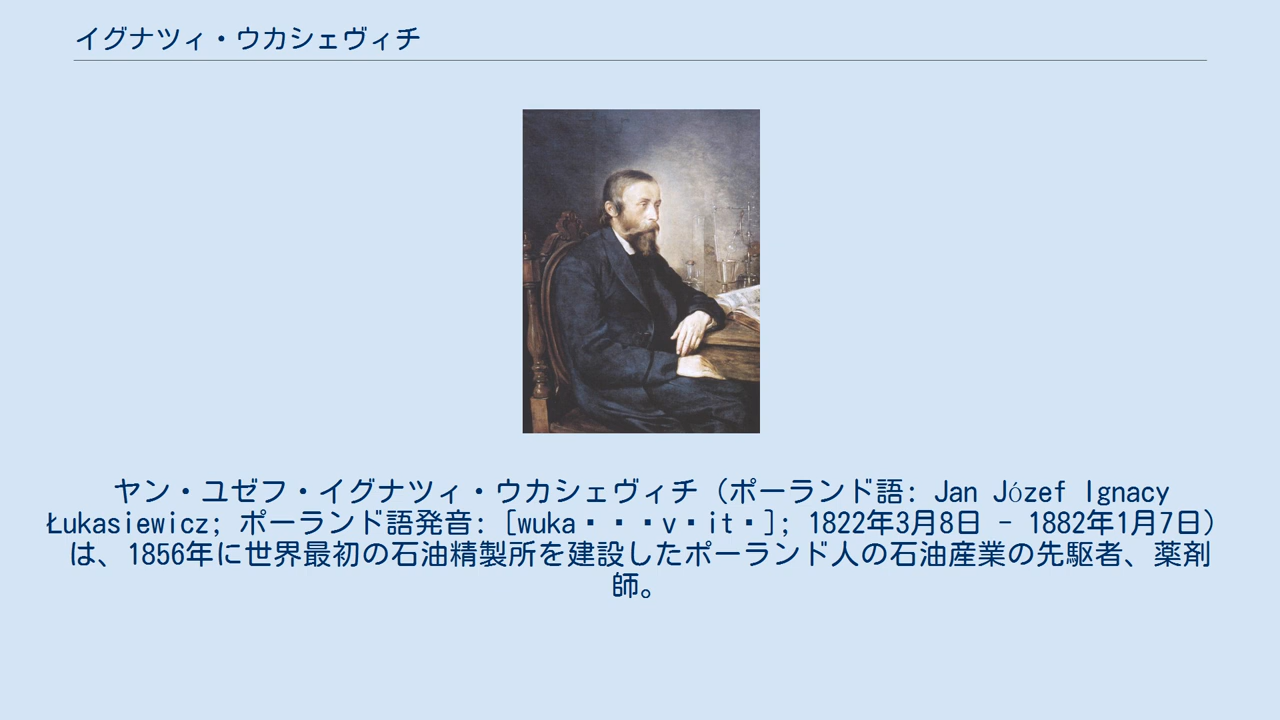 イグナツィ・ウカシェヴィチ
ヤン・ユゼフ・イグナツィ・ウカシェヴィチ（ポーランド語: Jan Józef Ignacy
Łukasiewicz; ポーランド語発音: [wuka▪▪▪v▪it▪]; 1822年3月8日 - 1882年1月7日）
は、1856年に世界最初の石油精製所を建設したポーランド人の石油産業の先駆者、薬剤
師。